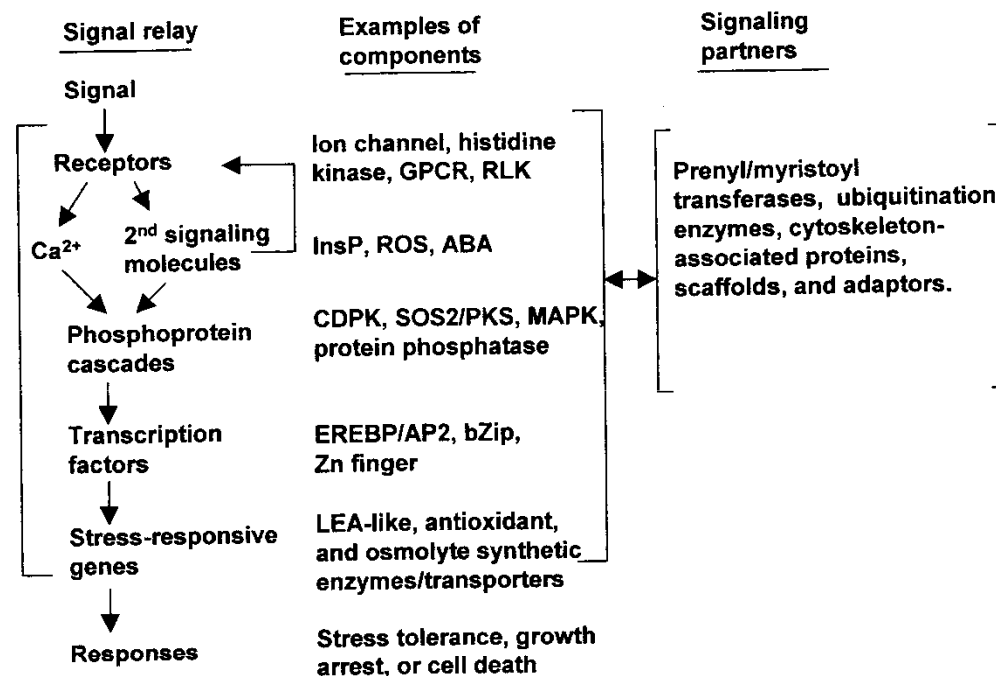 Signal relay
Examples of
components
Signaling
partners
Signal
Receptors
Ion channel, histidine
kinase, GPCR, RLK
Prenyl/myristoyl
transferases, ubiquitination
enzymes, cytoskeleton-
associated proteins,
scaffolds, and adaptors.
Ca²⁺
2ⁿᵈ signaling
molecules
InsP, ROS, ABA
Phosphoprotein
cascades
CDPK, SOS2/PKS, MAPK,
protein phosphatase
Transcription
factors
EREBP/AP2, bZip,
Zn finger
Stress-responsive
genes
LEA-like, antioxidant,
and osmolyte synthetic
enzymes/transporters
Responses
Stress tolerance, growth
arrest, or cell death